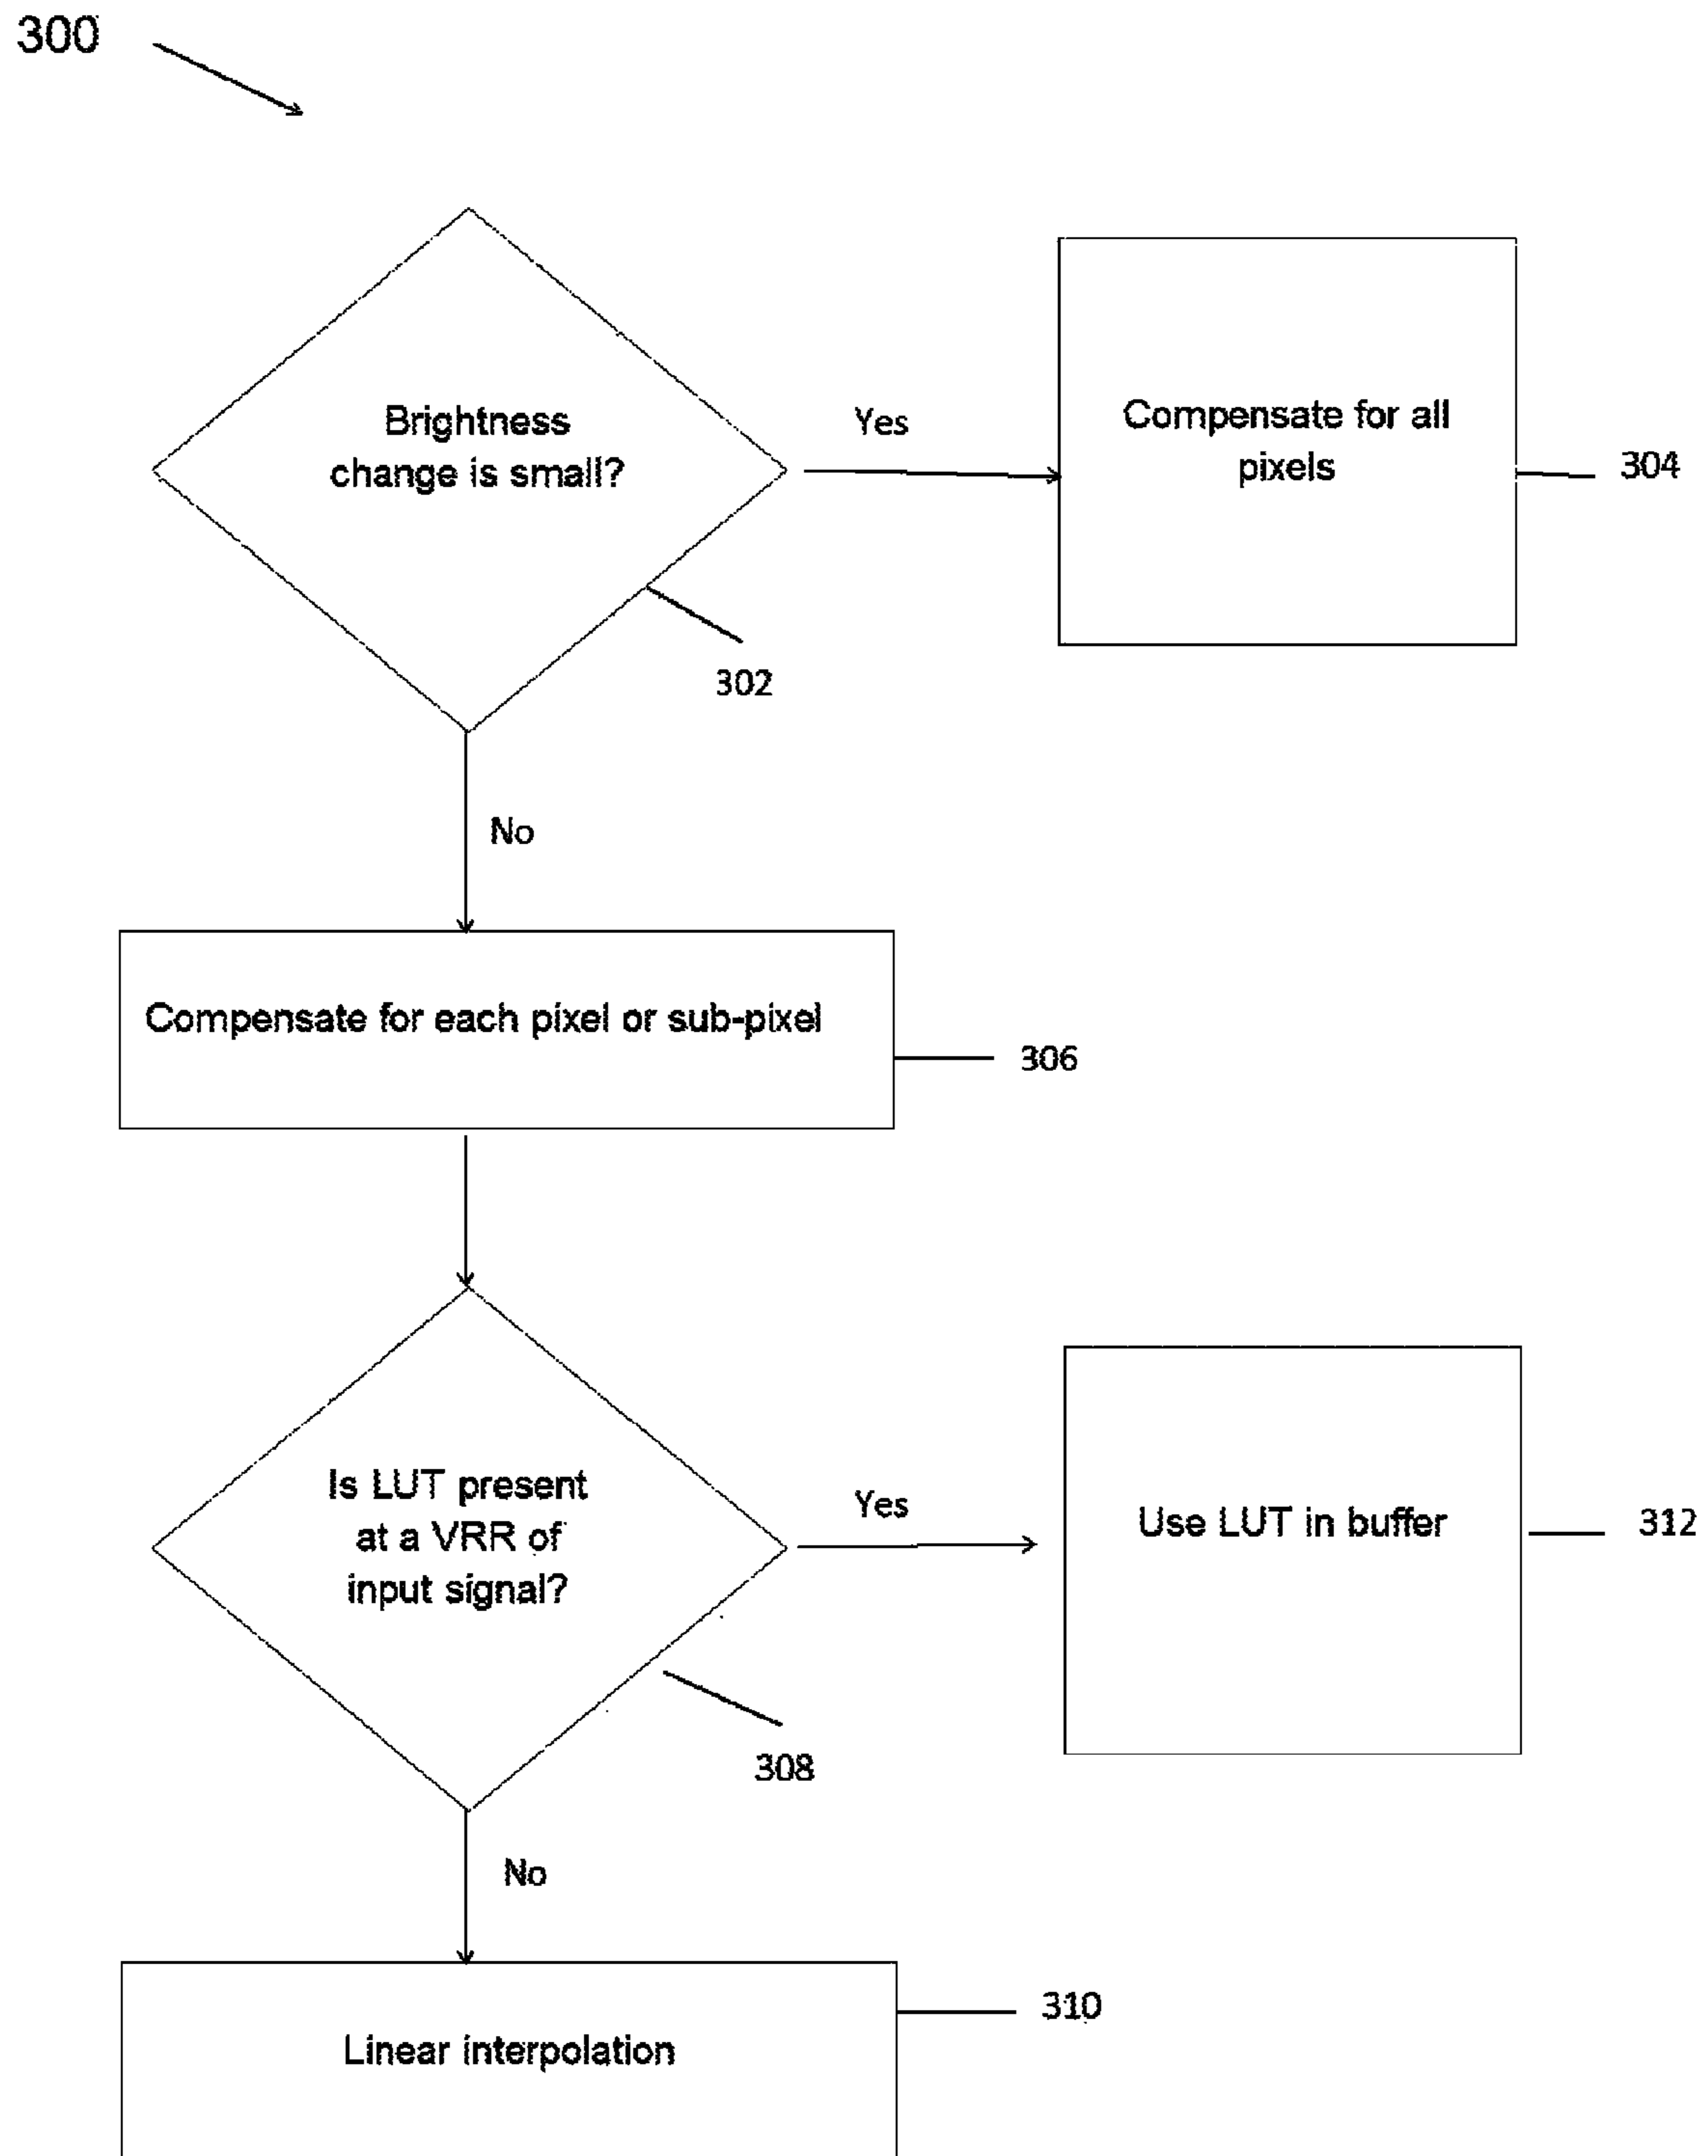 300
Brightness
change is small?
Yes
Compensate for all
pixels
304
302
No
Compensate for each pixel or sub-pixel
306
Is LUT present
at a VRR of
input signal?
Yes
Use LUT in buffer
312
308
No
310
Linear interpolation